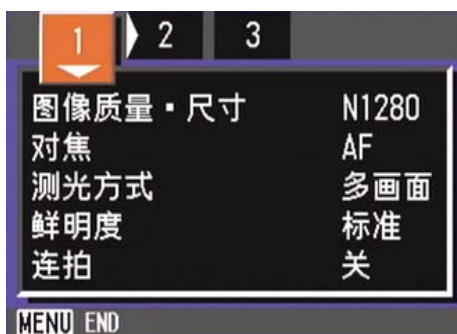 1 2 3
图像质量·尺寸 N1280
对焦 AF
测光方式 多画面
鲜明度 标准
连拍 关
MENU END